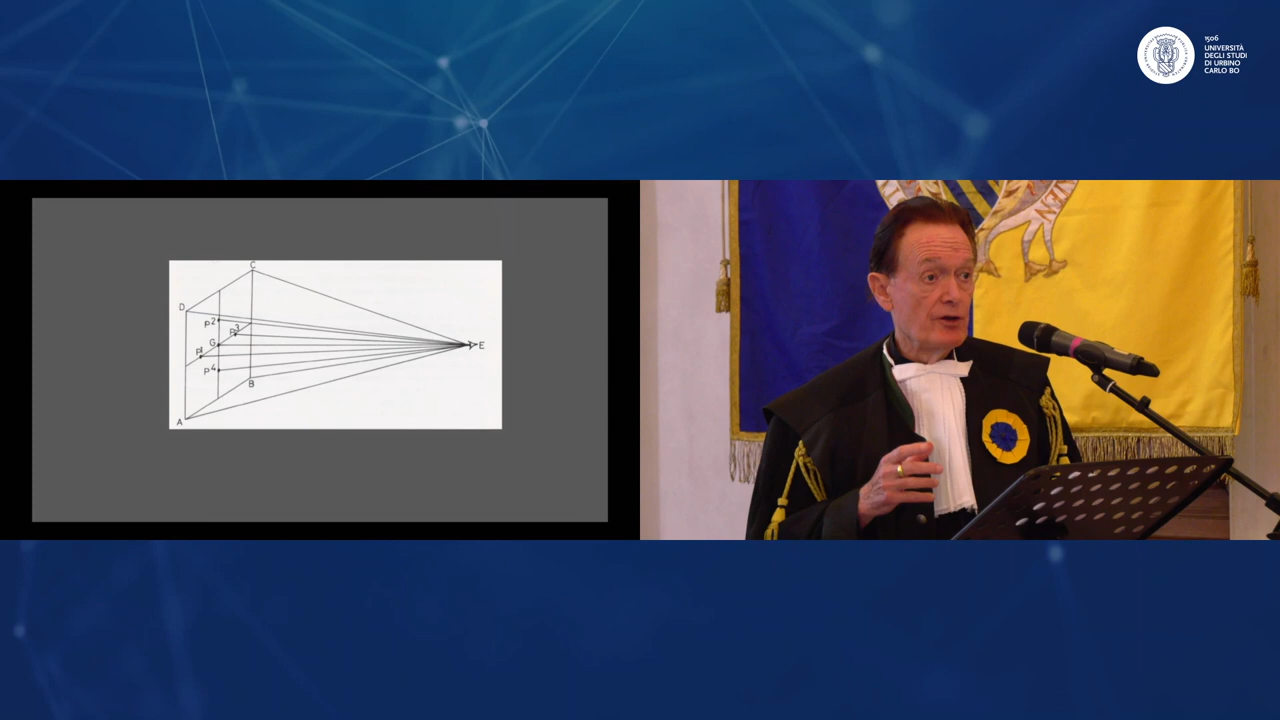 1506
UNIVERSITÀ
DEGLI STUDI
DI URBINO
CARLO BO
C
D
p2
p3
G
E
p1
p4
B
A